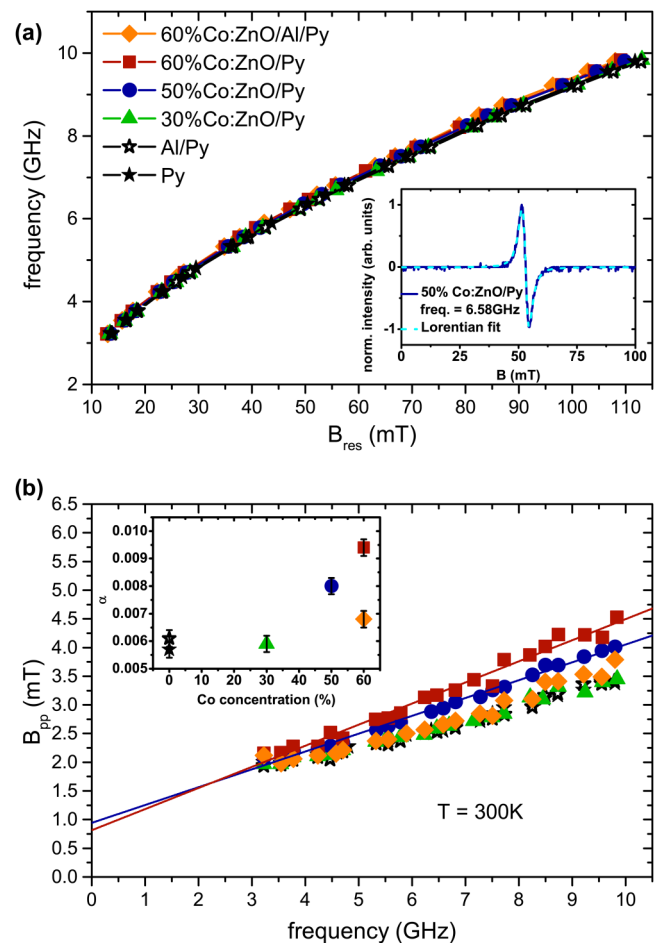 (a)
60%Co:ZnO/Al/Py
60%Co:ZnO/Py
50%Co:ZnO/Py
30%Co:ZnO/Py
Al/Py
Py
frequency (GHz)
10
8
6
4
2
10 20 30 40 50 60 70 80 90 100 110
B_res (mT)
norm. intensity (arb. units)
1
0
-1
50% Co:ZnO/Py
freq. = 6.58GHz
Lorentian fit
0 25 50 75 100
B (mT)
(b)
B_pp (mT)
6.5
6.0
5.5
5.0
4.5
4.0
3.5
3.0
2.5
2.0
1.5
1.0
0.5
0.0
α
0.010
0.009
0.008
0.007
0.006
0.005
0 10 20 30 40 50 60
Co concentration (%)
T = 300K
0 1 2 3 4 5 6 7 8 9 10
frequency (GHz)